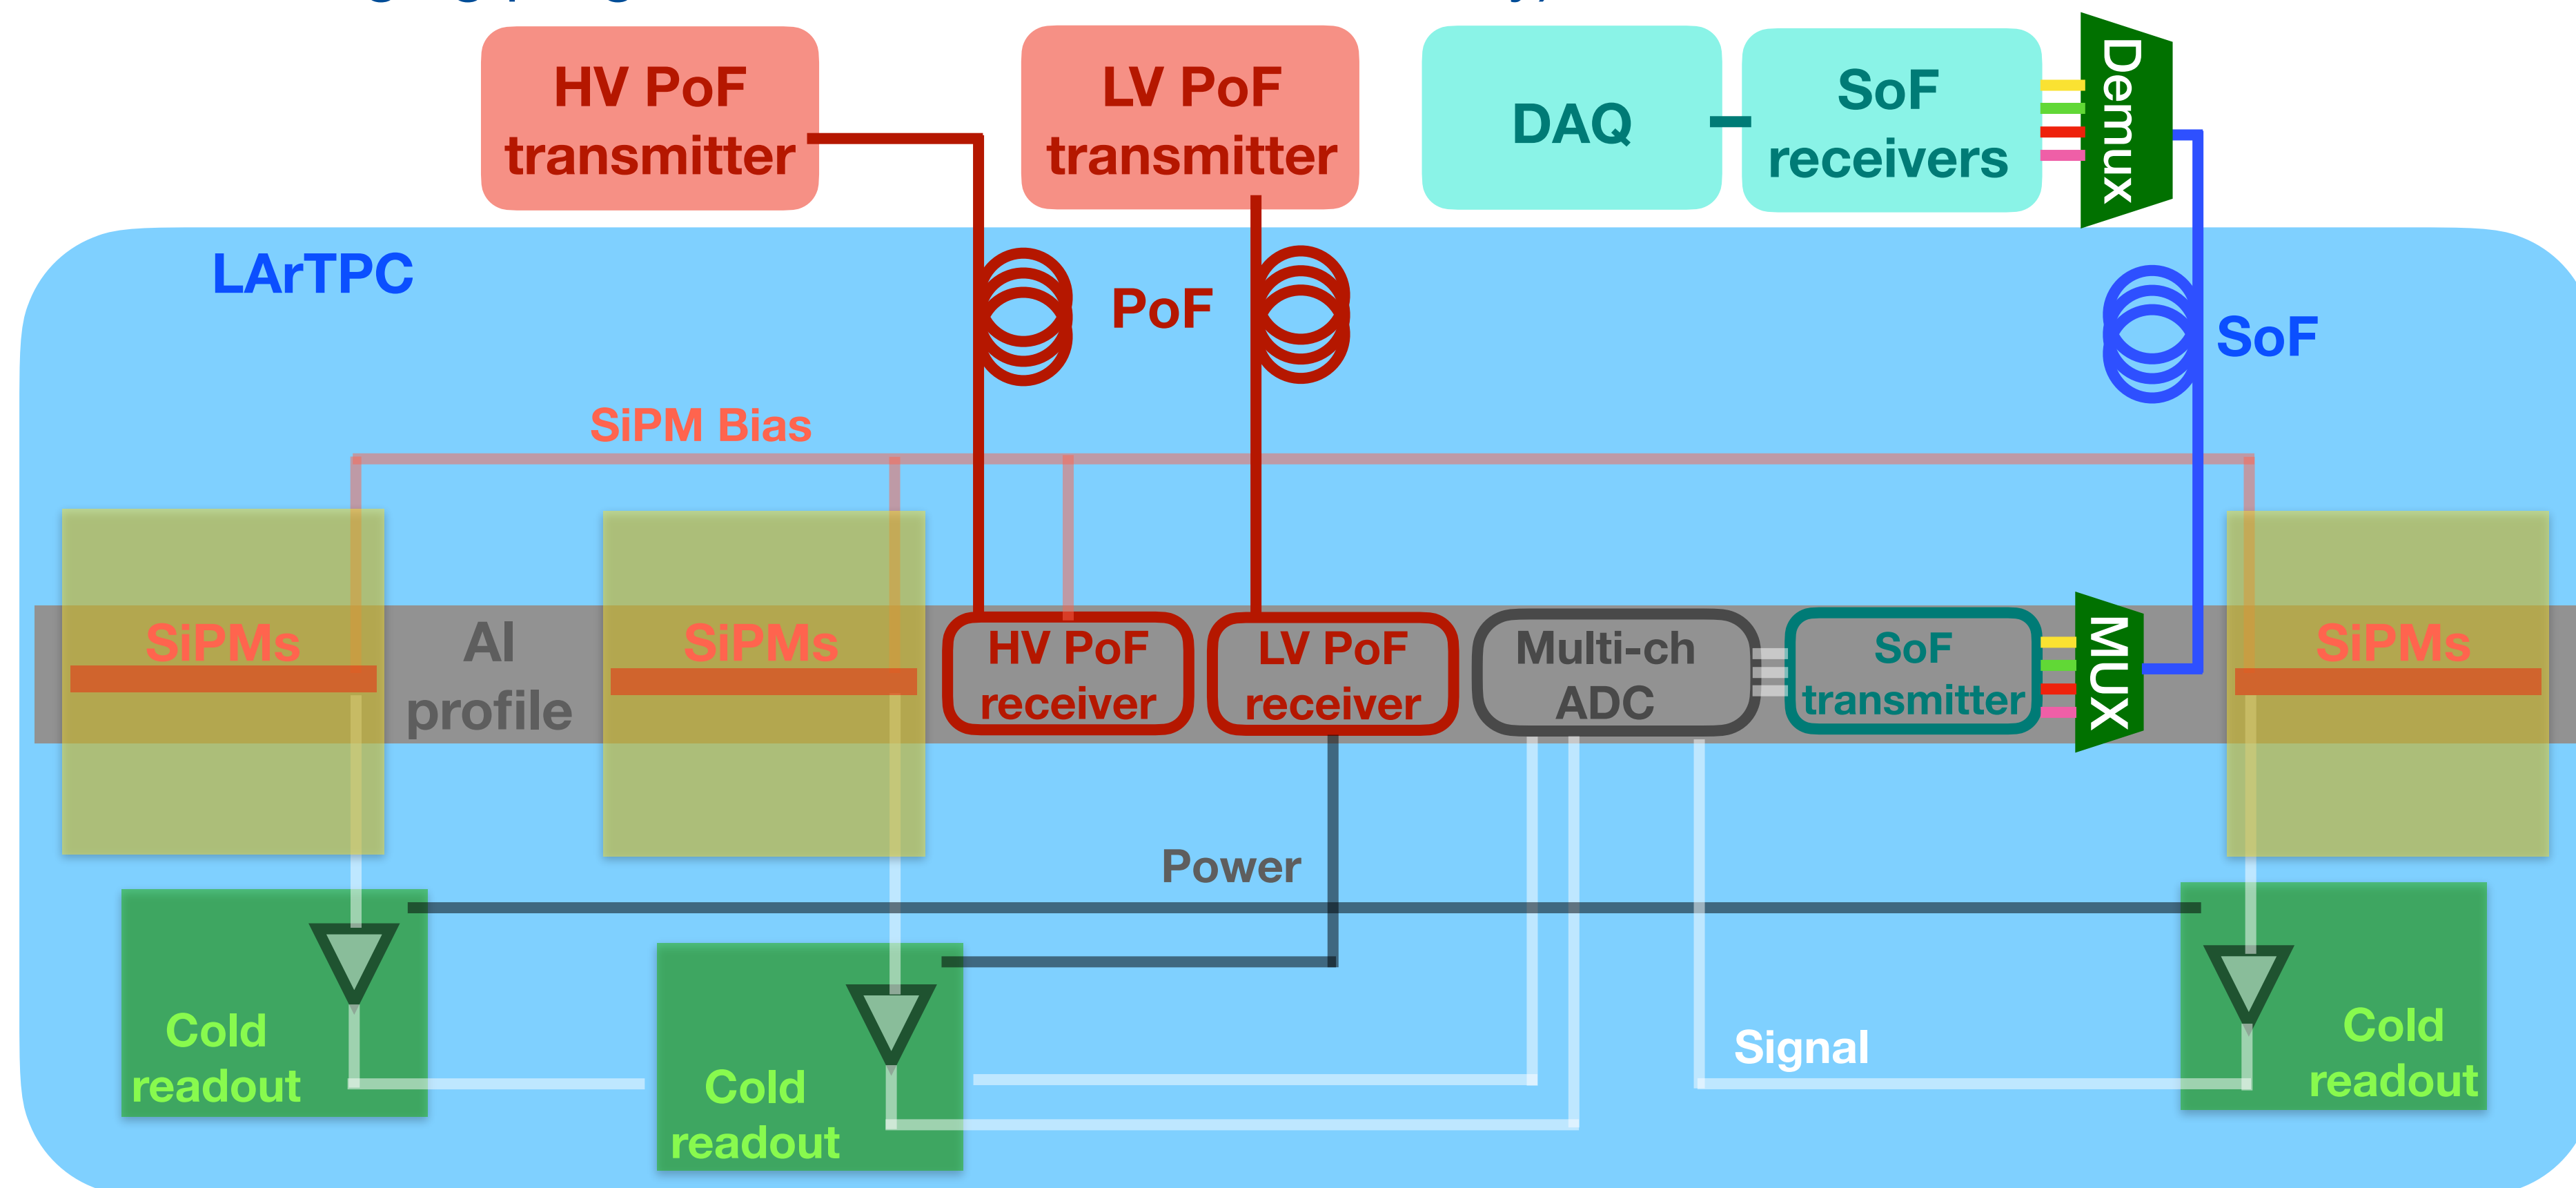 HV PoF
transmitter
LV PoF
transmitter
DAQ
SoF
receivers
Demux
LArTPC
PoF
SoF
SiPM Bias
SiPMs
Al
profile
SiPMs
HV PoF
receiver
LV PoF
receiver
Multi-ch
ADC
SoF
transmitter
MUX
SiPMs
Power
Cold
readout
Cold
readout
Signal
Cold
readout